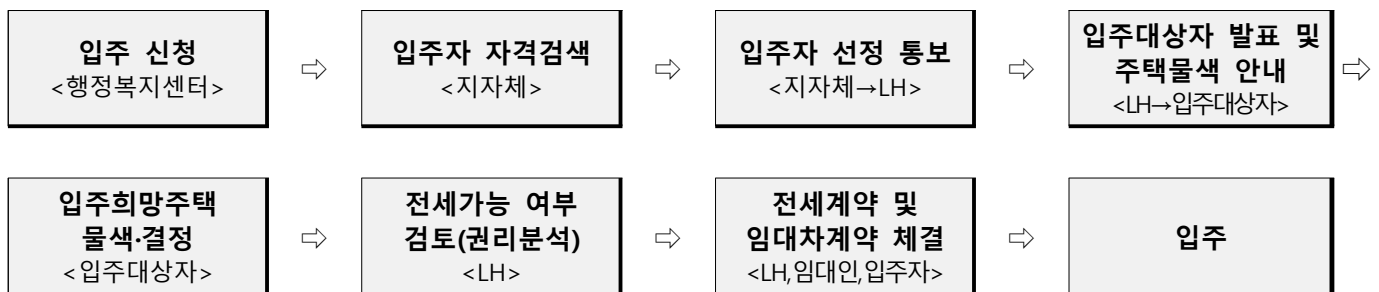 입주 신청
<행정복지센터>
⇨
입주자 자격검색
<지자체>
⇨
입주자 선정 통보
<지자체→LH>
⇨
입주대상자 발표 및
주택물색 안내
<LH→입주대상자>
⇨
입주희망주택
물색·결정
<입주대상자>
⇨
전세가능 여부
검토(권리분석)
<LH>
⇨
전세계약 및
임대차계약 체결
<LH,임대인,입주자>
⇨
입주